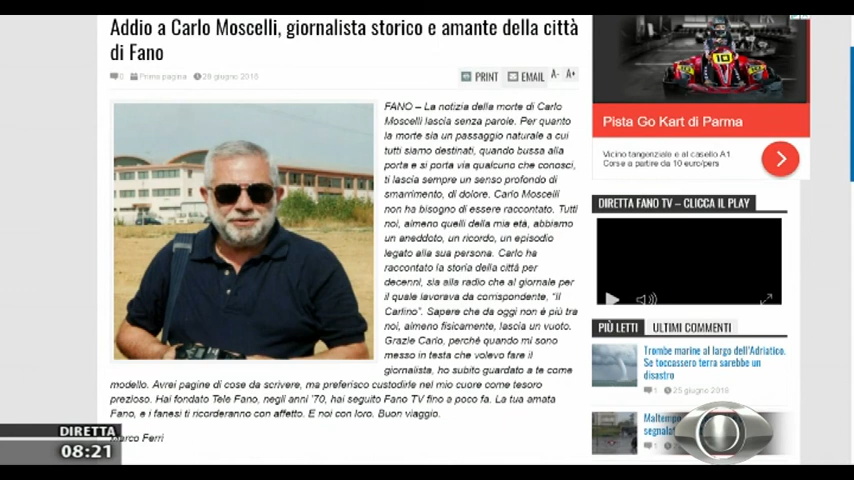 Addio a Carlo Moscelli, giornalista storico e amante della città
di Fano
0 Prima pagina 28 giugno 2016
PRINT EMAIL A- A+
FANO – La notizia della morte di Carlo
Moscelli lascia senza parole. Per quanto
la morte sia un passaggio naturale a cui
tutti siamo destinati, quando bussa alla
porta e si porta via qualcuno che conosci,
ti lascia sempre un senso profondo di
smarrimento, di dolore. Carlo Moscelli
non ha bisogno di essere raccontato. Tutti
noi, almeno quelli della mia età, abbiamo
un aneddoto, un ricordo, un episodio
legato alla sua persona. Carlo ha
raccontato la storia della città per
decenni, sia alla radio che al giornale per
il quale lavorava da corrispondente, "Il
Carlino". Sapere che da oggi non è più tra
noi, almeno fisicamente, lascia un vuoto.
Grazie Carlo, perché quando mi sono
messo in testa che volevo fare il
giornalista, ho subito guardato a te come
modello. Avrei pagine di cose da scrivere, ma preferisco custodirle nel mio cuore come tesoro
prezioso. Hai fondato Tele Fano, negli anni '70, hai seguito Fano TV fino a poco fa. La tua amata
Fano, e i fanesi ti ricorderanno con affetto. E noi con loro. Buon viaggio.
Marco Ferri
10
Pista Go Kart di Parma
Vicino tangenziale e al casello A1
Corse a partire da 10 euro/pers
DIRETTA FANO TV – CLICCA IL PLAY
PIÙ LETTI ULTIMI COMMENTI
Trombe marine al largo dell'Adriatico.
Se toccassero terra sarebbe un
disastro
1 25 giugno 2016
Maltempo
segnalat
1
DIRETTA
08:21